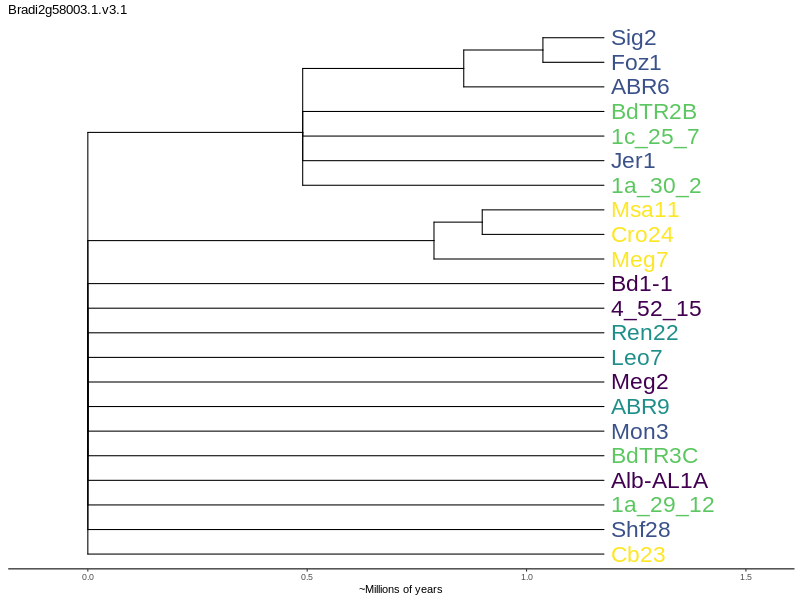 Bradi2g58003.1.v3.1
Sig2
Foz1
ABR6
BdTR2B
1c_25_7
Jer1
1a_30_2
Msa11
Cro24
Meg7
Bd1-1
4_52_15
Ren22
Leo7
Meg2
ABR9
Mon3
BdTR3C
Alb-AL1A
1a_29_12
Shf28
Cb23
0.0 0.5 1.0 1.5
~Millions of years